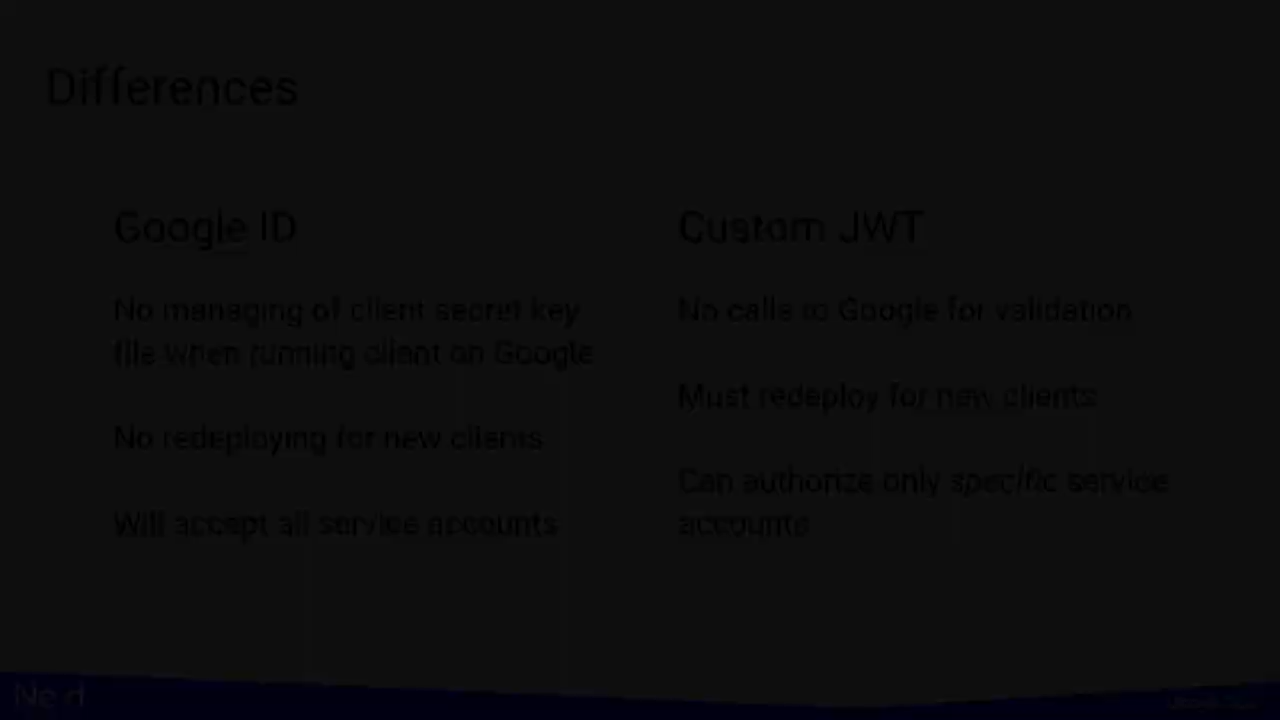 Differences
Google ID
No managing of client secret key
file when running client on Google
No redeploying for new clients
Will accept all service accounts
Custom JWT
No calls to Google for validation
Must redeploy for new clients
Can authorize only specific service
accounts